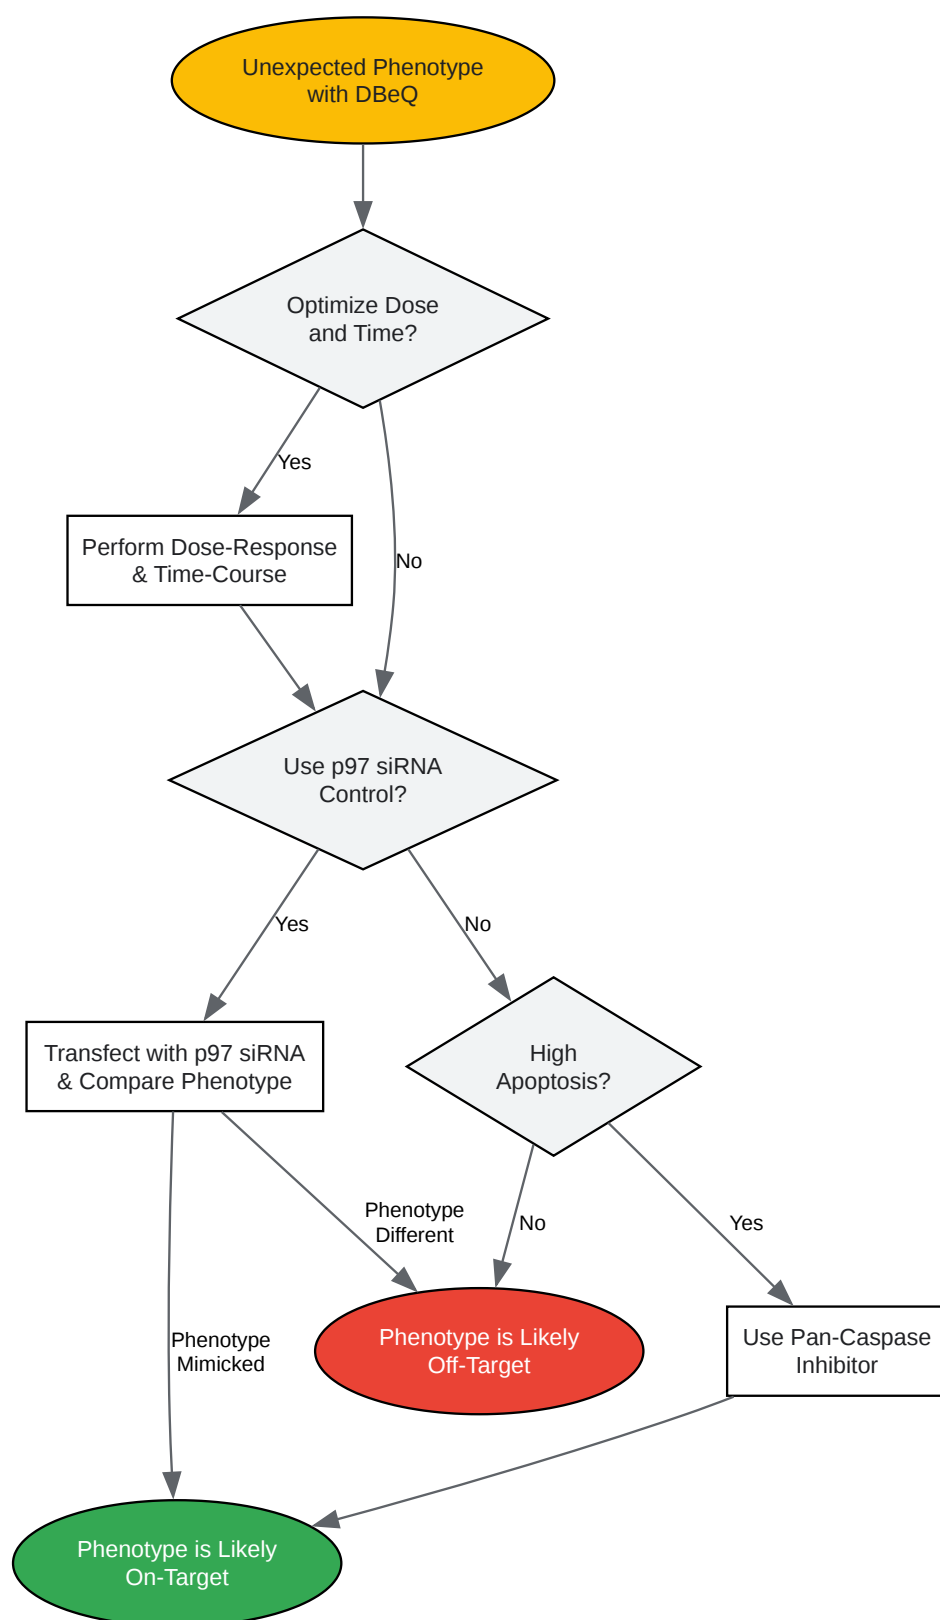 Unexpected Phenotype
with DBeQ
Optimize Dose
and Time?
Yes
Perform Dose-Response
& Time-Course
No
Use p97 siRNA
Control?
Yes
No
Transfect with p97 siRNA
& Compare Phenotype
High
Apoptosis?
Phenotype
Different
No
Yes
Phenotype
Mimicked
Phenotype is Likely
Off-Target
Use Pan-Caspase
Inhibitor
Phenotype is Likely
On-Target